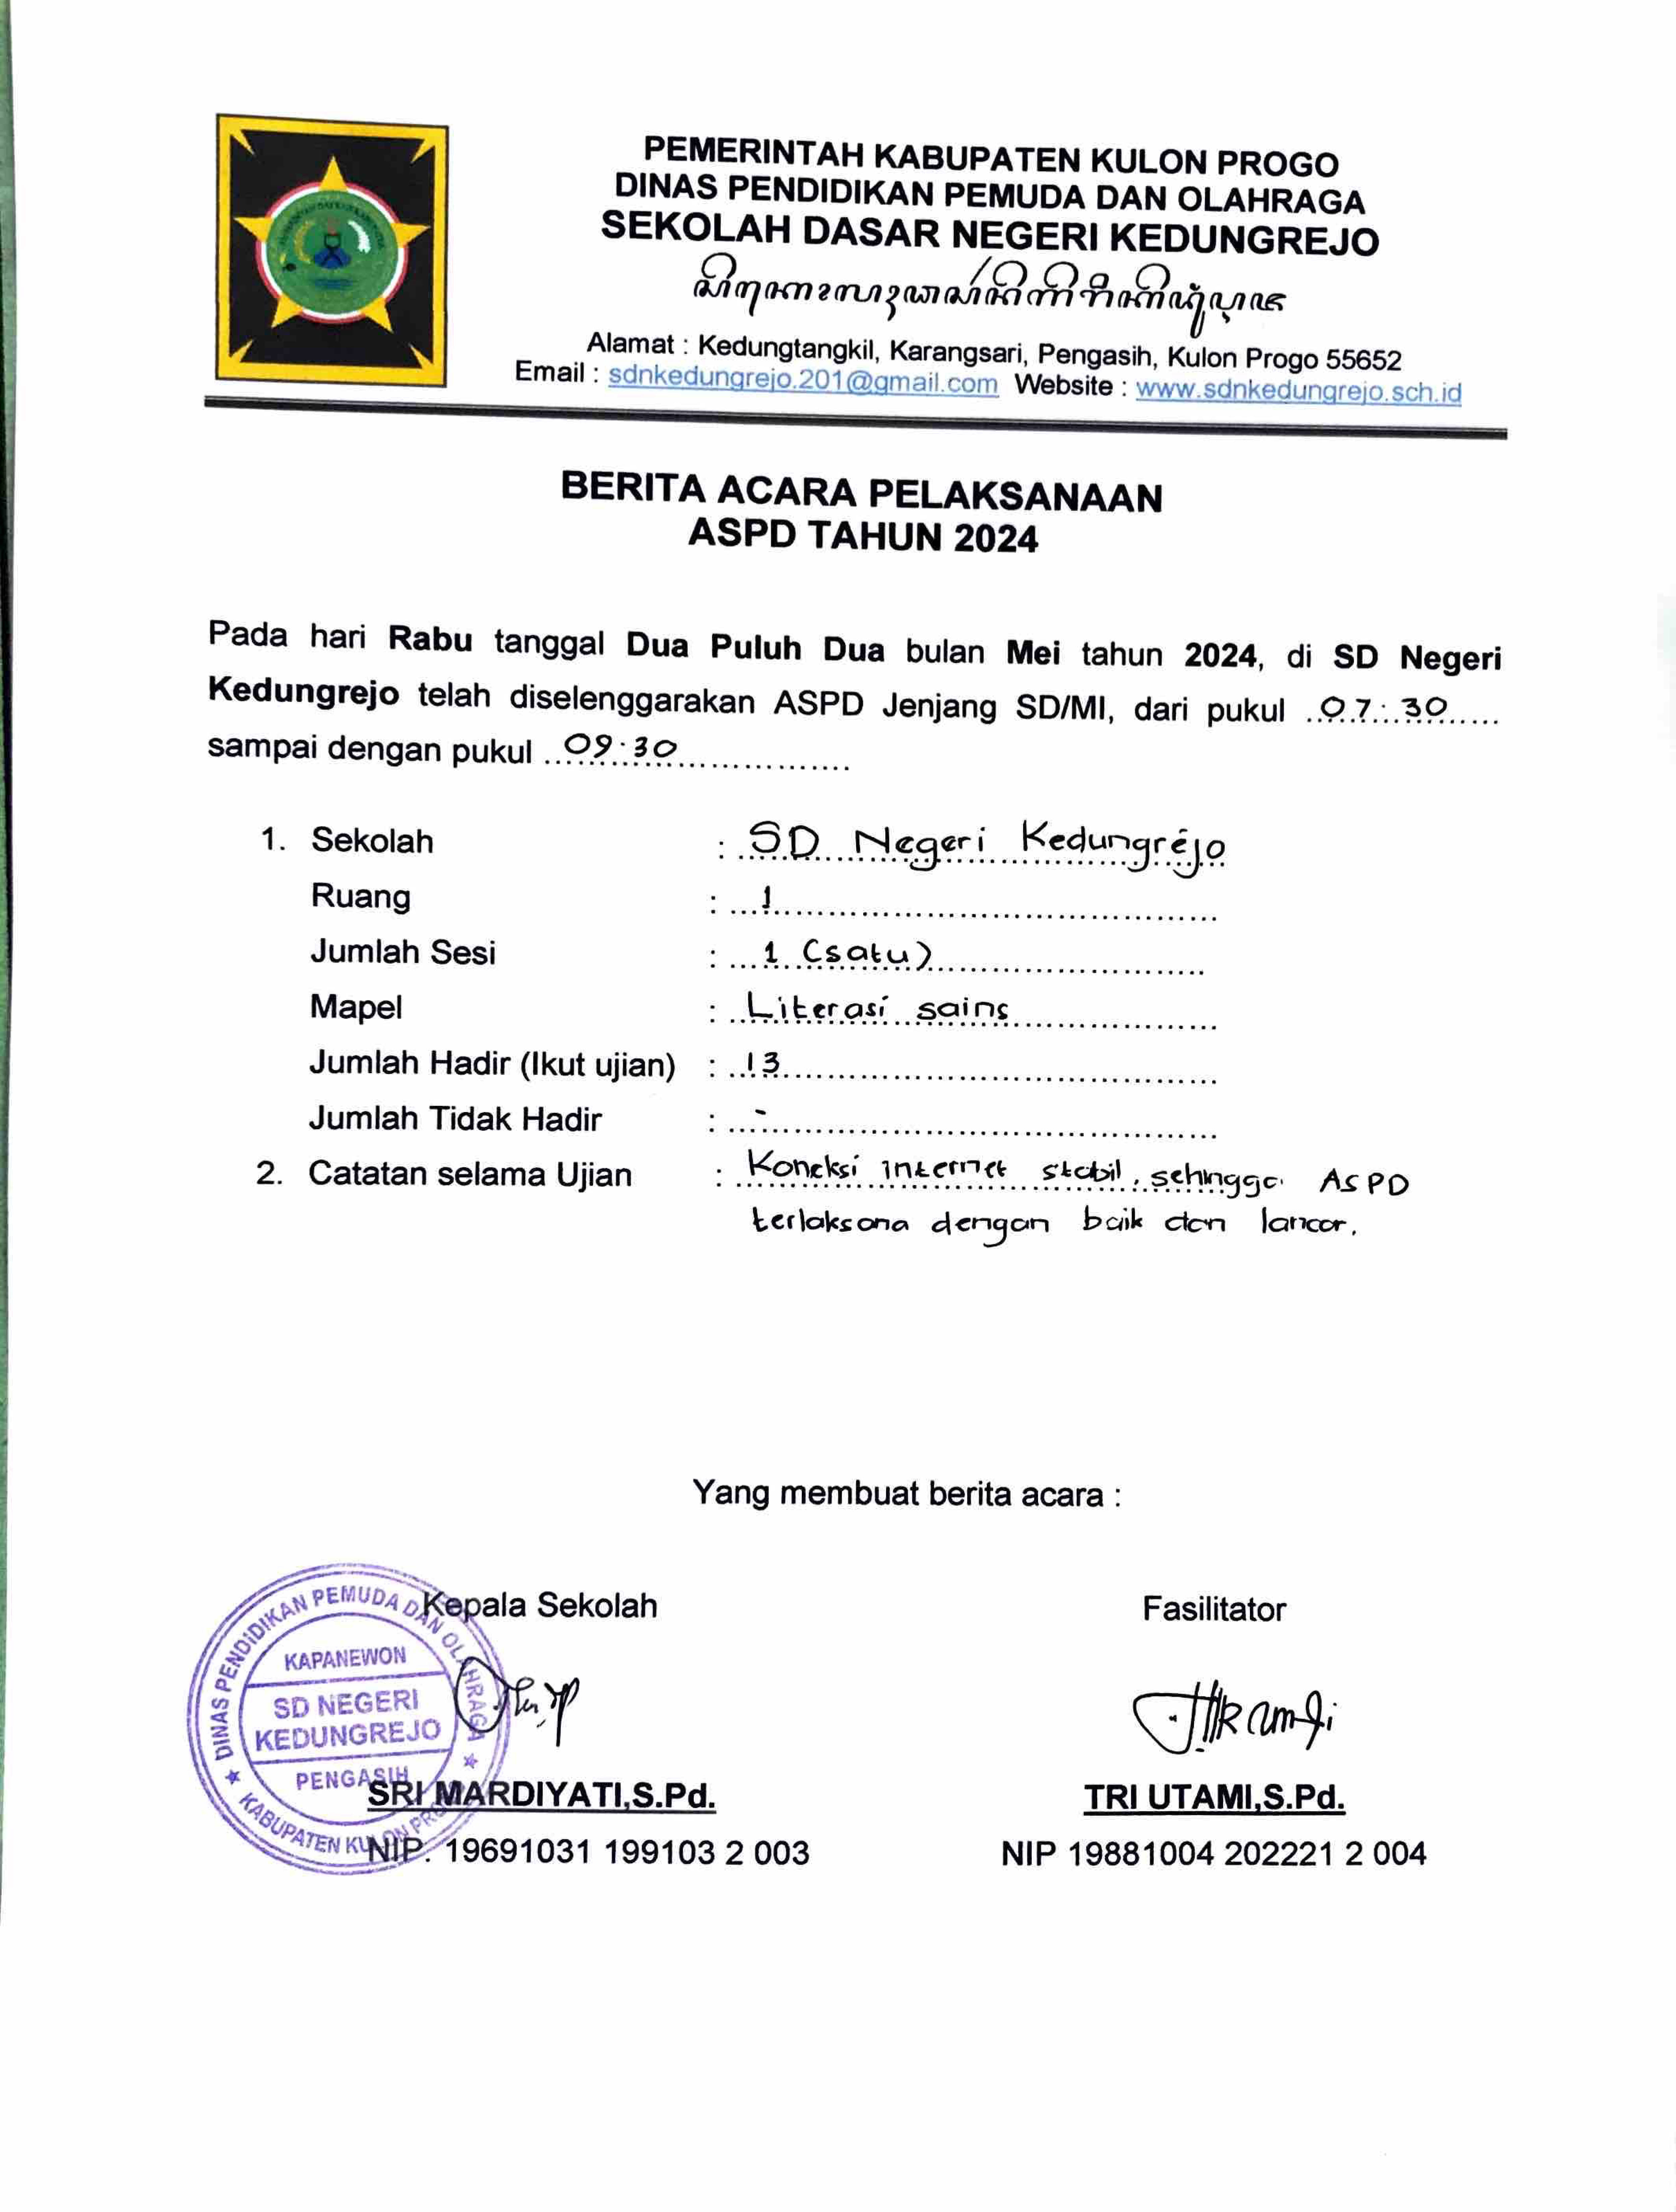 PEMERINTAH KABUPATEN KULON PROGO
DINAS PENDIDIKAN PEMUDA DAN OLAHRAGA
SEKOLAH DASAR NEGERI KEDUNGREJO
Alamat : Kedungtangkil, Karangsari, Pengasih, Kulon Progo 55652
Email : sdnkedungrejo.201@gmail.com Website : www.sdnkedungrejo.sch.id
BERITA ACARA PELAKSANAAN
ASPD TAHUN 2024
Pada hari Rabu tanggal Dua Puluh Dua bulan Mei tahun 2024, di SD Negeri
Kedungrejo telah diselenggarakan ASPD Jenjang SD/MI, dari pukul 07.30
sampai dengan pukul 09.30
1. Sekolah : SD Negeri Kedungrejo
Ruang : 1
Jumlah Sesi : 1 (satu)
Mapel : Literasi sains
Jumlah Hadir (Ikut ujian) : 13
Jumlah Tidak Hadir : -
2. Catatan selama Ujian : Koneksi internet stabil, sehingga ASPD
terlaksana dengan baik dan lancar.
Yang membuat berita acara :
Kepala Sekolah Fasilitator
DINAS PENDIDIKAN PEMUDA DAN OLAHRAGA
KAPANEWON
SD NEGERI
KEDUNGREJO
PENGASIH
KABUPATEN KULON PROGO
SRI MARDIYATI,S.Pd. TRI UTAMI,S.Pd.
NIP. 19691031 199103 2 003 NIP 19881004 202221 2 004